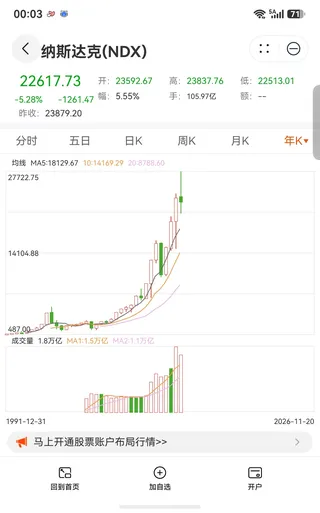 00:03 5A 71
纳斯达克(NDX)
22617.73 开: 23592.67 高: 23837.76 低: 22513.01
-5.28% -1261.47 幅: 5.55% 手: 105.97亿 额: --
昨收: 23879.20
分时 五日 日K 周K 月K 年K▾
均线 MA5:18129.67 10:14169.29 20:8788.60
27722.75
14104.88
487.00
成交量 1.8万亿 MA1:1.5万亿 MA2:1.1万亿
1991-12-31 2026-11-20
马上开通股票账户布局行情>>
回到首页 加自选 开户